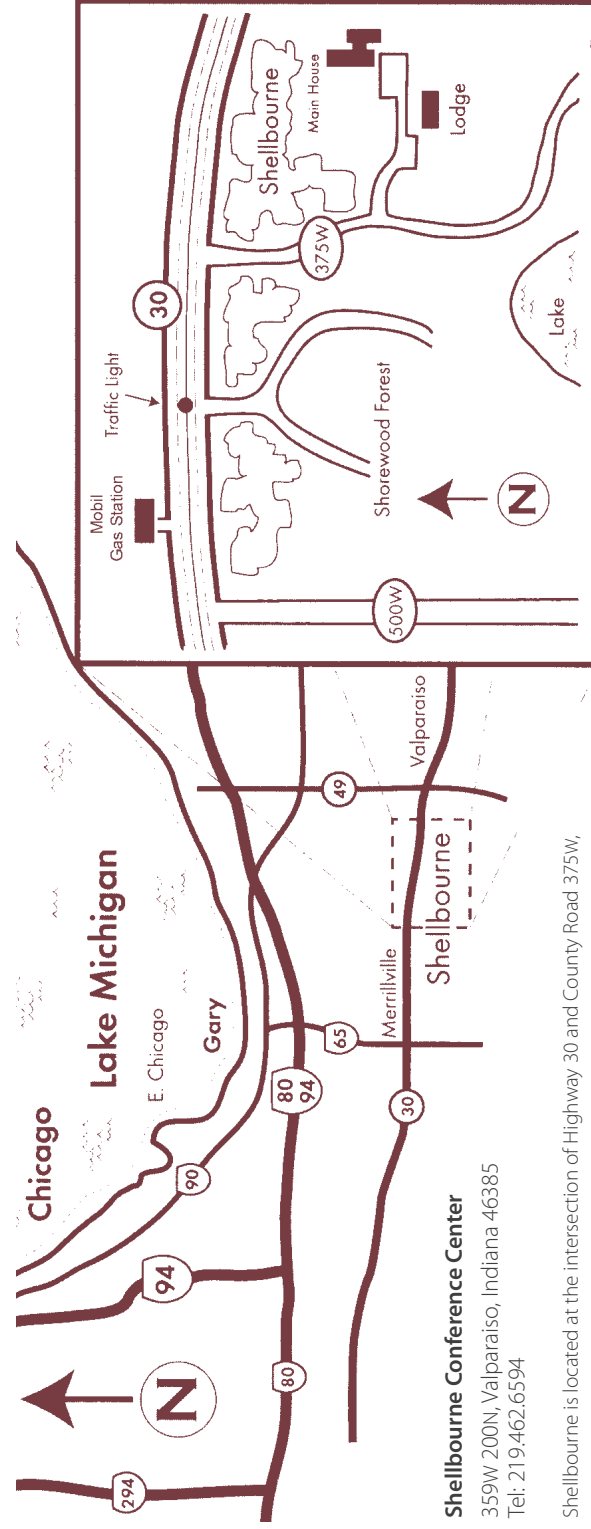 Chicago
Lake Michigan
E. Chicago
Gary
294
94
90
80
80
94
N
65
49
30
Merrillville
Valparaiso
Shellbourne
Shellbourne Conference Center
359W 200N, Valparaiso, Indiana 46385
Tel: 219.462.6594
Shellbourne is located at the intersection of Highway 30 and County Road 375W,
Mobil
Gas Station
Traffic Light
30
Shellbourne
Main House
Lodge
375W
Shorewood Forest
500W
N
Lake